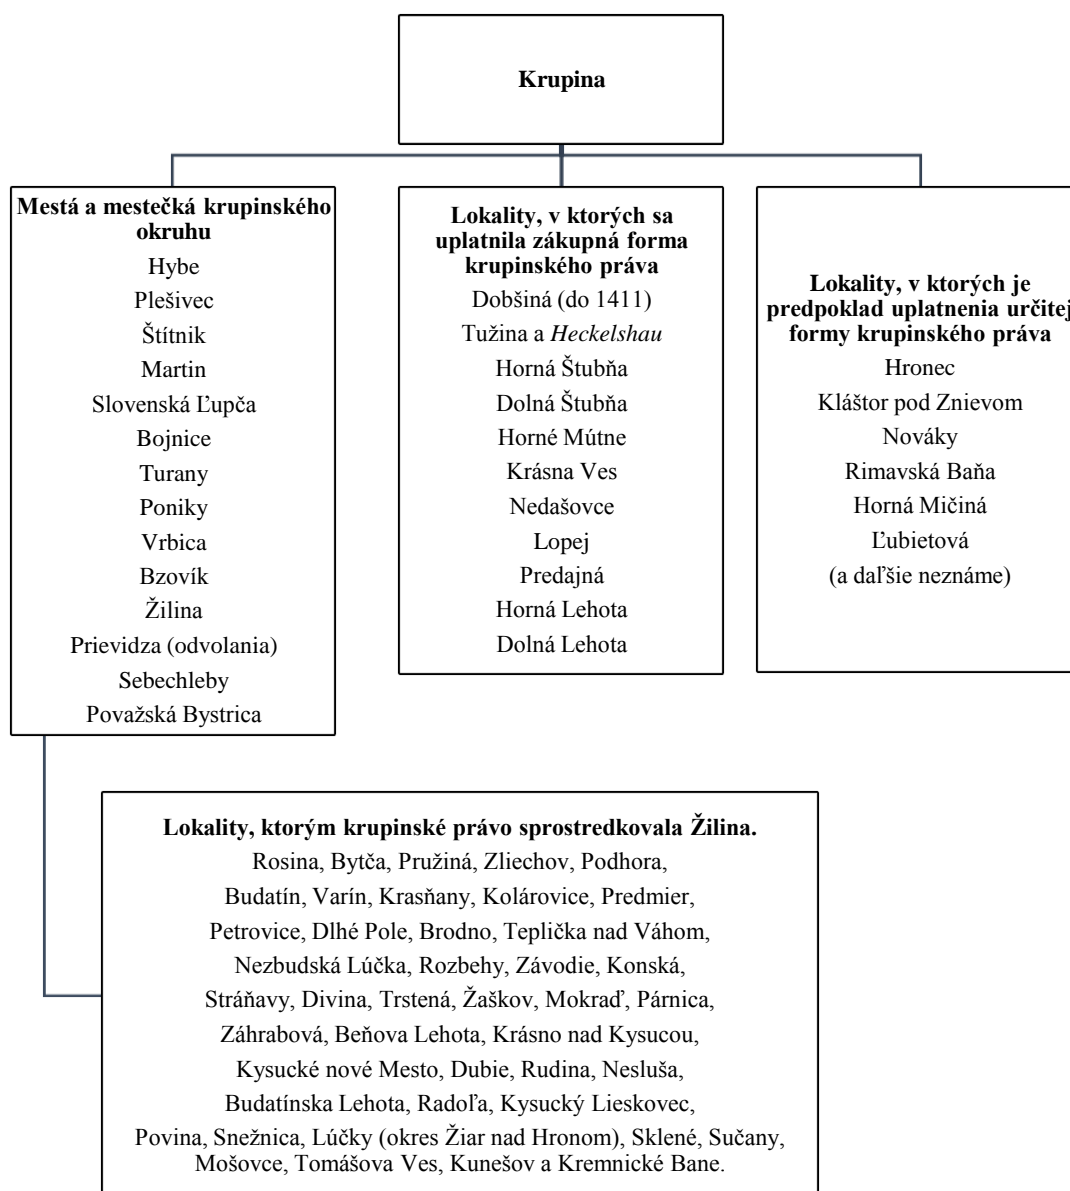 Krupina
Mestá a mestečká krupinského
okruhu
Hybe
Plešivec
Štítnik
Martin
Slovenská Ľupča
Bojnice
Turany
Poniky
Vrbica
Bzovík
Žilina
Prievidza (odvolania)
Sebechleby
Považská Bystrica
Lokality, v ktorých sa
uplatnila zákupná forma
krupinského práva
Dobšiná (do 1411)
Tužina a Heckelshau
Horná Štubňa
Dolná Štubňa
Horné Mútne
Krásna Ves
Nedašovce
Lopej
Predajná
Horná Lehota
Dolná Lehota
Lokality, v ktorých je
predpoklad uplatnenia určitej
formy krupinského práva
Hronec
Kláštor pod Znievom
Nováky
Rimavská Baňa
Horná Mičiná
Ľubietová
(a daľšie neznáme)
Lokality, ktorým krupinské právo sprostredkovala Žilina.
Rosina, Bytča, Pružiná, Zliechov, Podhora,
Budatín, Varín, Krasňany, Kolárovice, Predmier,
Petrovice, Dlhé Pole, Brodno, Teplička nad Váhom,
Nezbudská Lúčka, Rozbehy, Závodie, Konská,
Stráňavy, Divina, Trstená, Žaškov, Mokraď, Párnica,
Záhrabová, Beňova Lehota, Krásno nad Kysucou,
Kysucké nové Mesto, Dubie, Rudina, Nesluša,
Budatínska Lehota, Radoľa, Kysucký Lieskovec,
Povina, Snežnica, Lúčky (okres Žiar nad Hronom), Sklené, Sučany,
Mošovce, Tomášova Ves, Kunešov a Kremnické Bane.